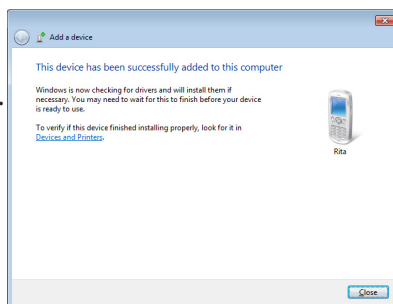 Add a device
This device has been successfully added to this computer
Windows is now checking for drivers and will install them if
necessary. You may need to wait for this to finish before your device
is ready to use.
To verify if this device finished installing properly, look for it in
Devices and Printers.
Rita
Close